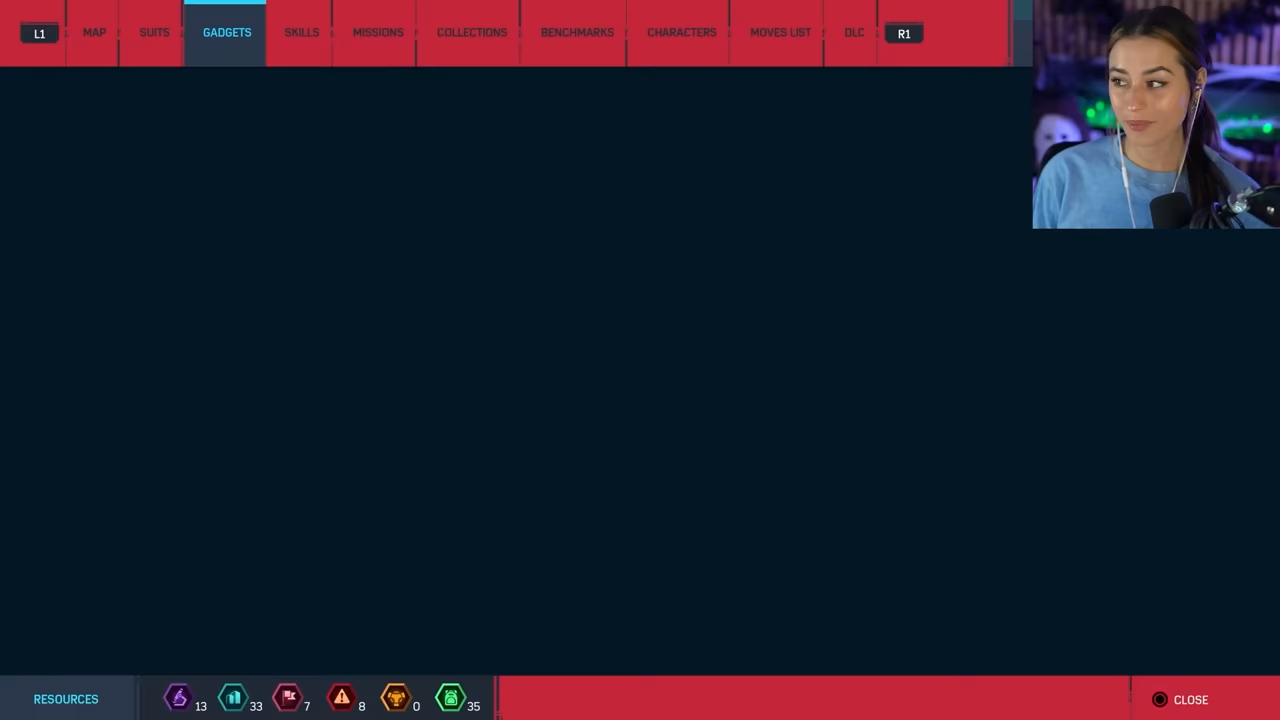 L1 MAP SUITS GADGETS SKILLS MISSIONS COLLECTIONS BENCHMARKS CHARACTERS MOVES LIST DLC R1
RESOURCES 13 33 7 8 0 35 CLOSE